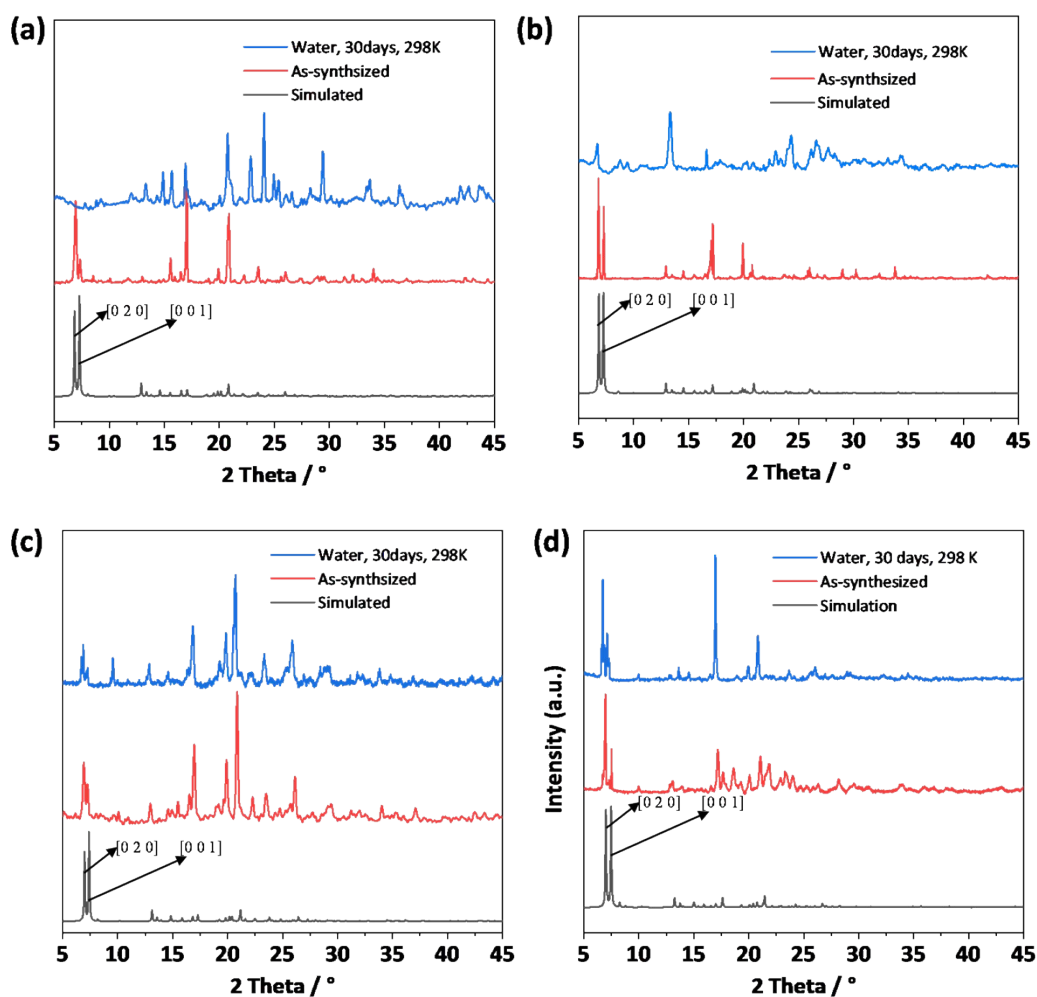 (a)
Water, 30days, 298K
As-synthsized
Simulated
[0 2 0] [0 0 1]
5 10 15 20 25 30 35 40 45
2 Theta / °
(b)
Water, 30days, 298K
As-synthsized
Simulated
[0 2 0] [0 0 1]
5 10 15 20 25 30 35 40 45
2 Theta / °
(c)
Water, 30days, 298K
As-synthsized
Simulated
[0 2 0] [0 0 1]
5 10 15 20 25 30 35 40 45
2 Theta / °
(d)
Water, 30 days, 298 K
As-synthesized
Simulation
Intensity (a.u.)
[0 2 0] [0 0 1]
5 10 15 20 25 30 35 40 45
2 Theta / °